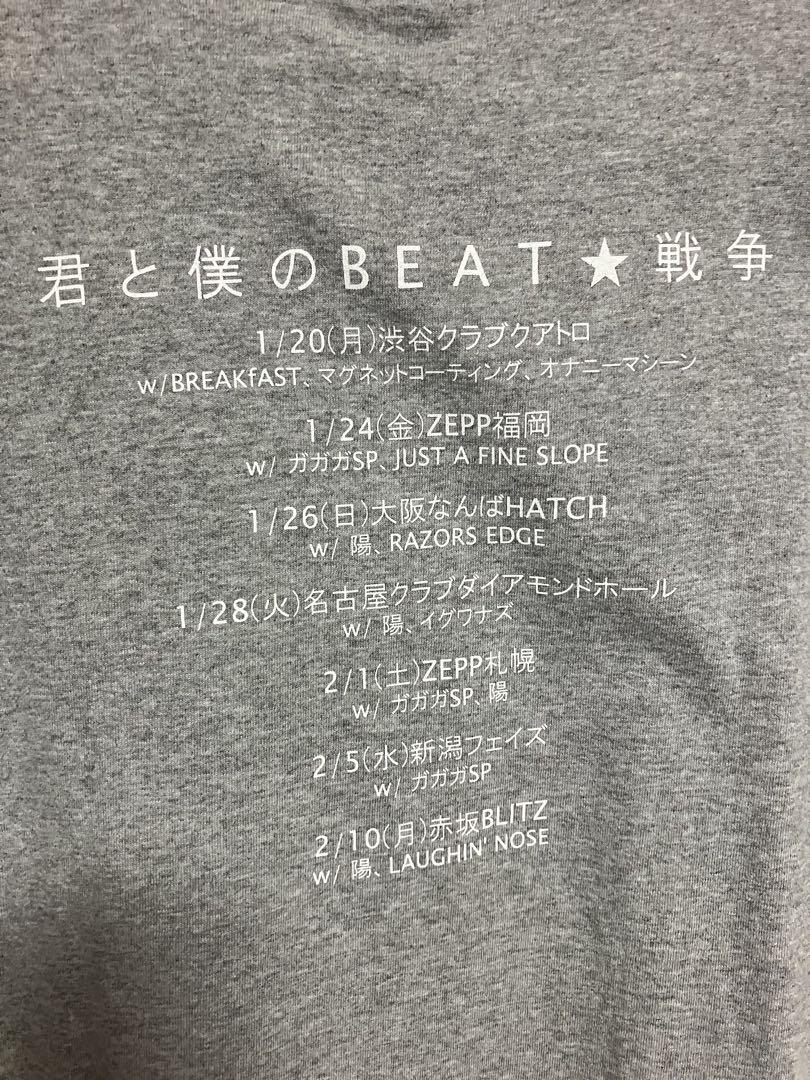 君と僕のBEAT★戦争
1/20(月)渋谷クラブクアトロ
w/BREAKfAST、マグネットコーティング、オナニーマシーン
1/24(金)ZEPP福岡
w/ ガガガSP、JUST A FINE SLOPE
1/26(日)大阪なんばHATCH
w/ 陽、RAZORS EDGE
1/28(火)名古屋クラブダイアモンドホール
w/ 陽、イグワナズ
2/1(土)ZEPP札幌
w/ ガガガSP、陽
2/5(水)新潟フェイズ
w/ ガガガSP
2/10(月)赤坂BLITZ
w/ 陽、LAUGHIN' NOSE